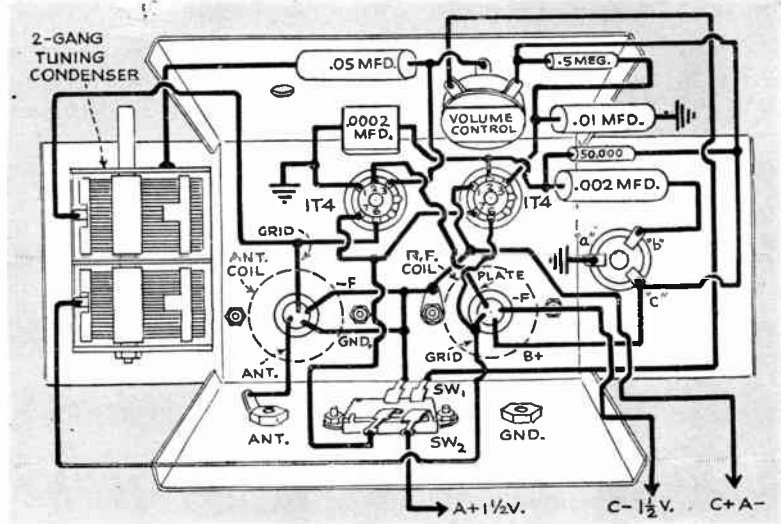 2-GANG
TUNING
CONDENSER
.05 MFD.
.5 MEG.
.0002
MFD.
VOLUME
CONTROL
.01 MFD.
50,000
.002 MFD.
1T4
1T4
"a"
"b"
"C"
GRID
ANT.
COIL
R.F.
COIL
PLATE
-F
-F
GND.
ANT.
GRID
B+
SW1
ANT.
SW2
GND.
A+ 1½V.
C- 1½ V.
C+ A-